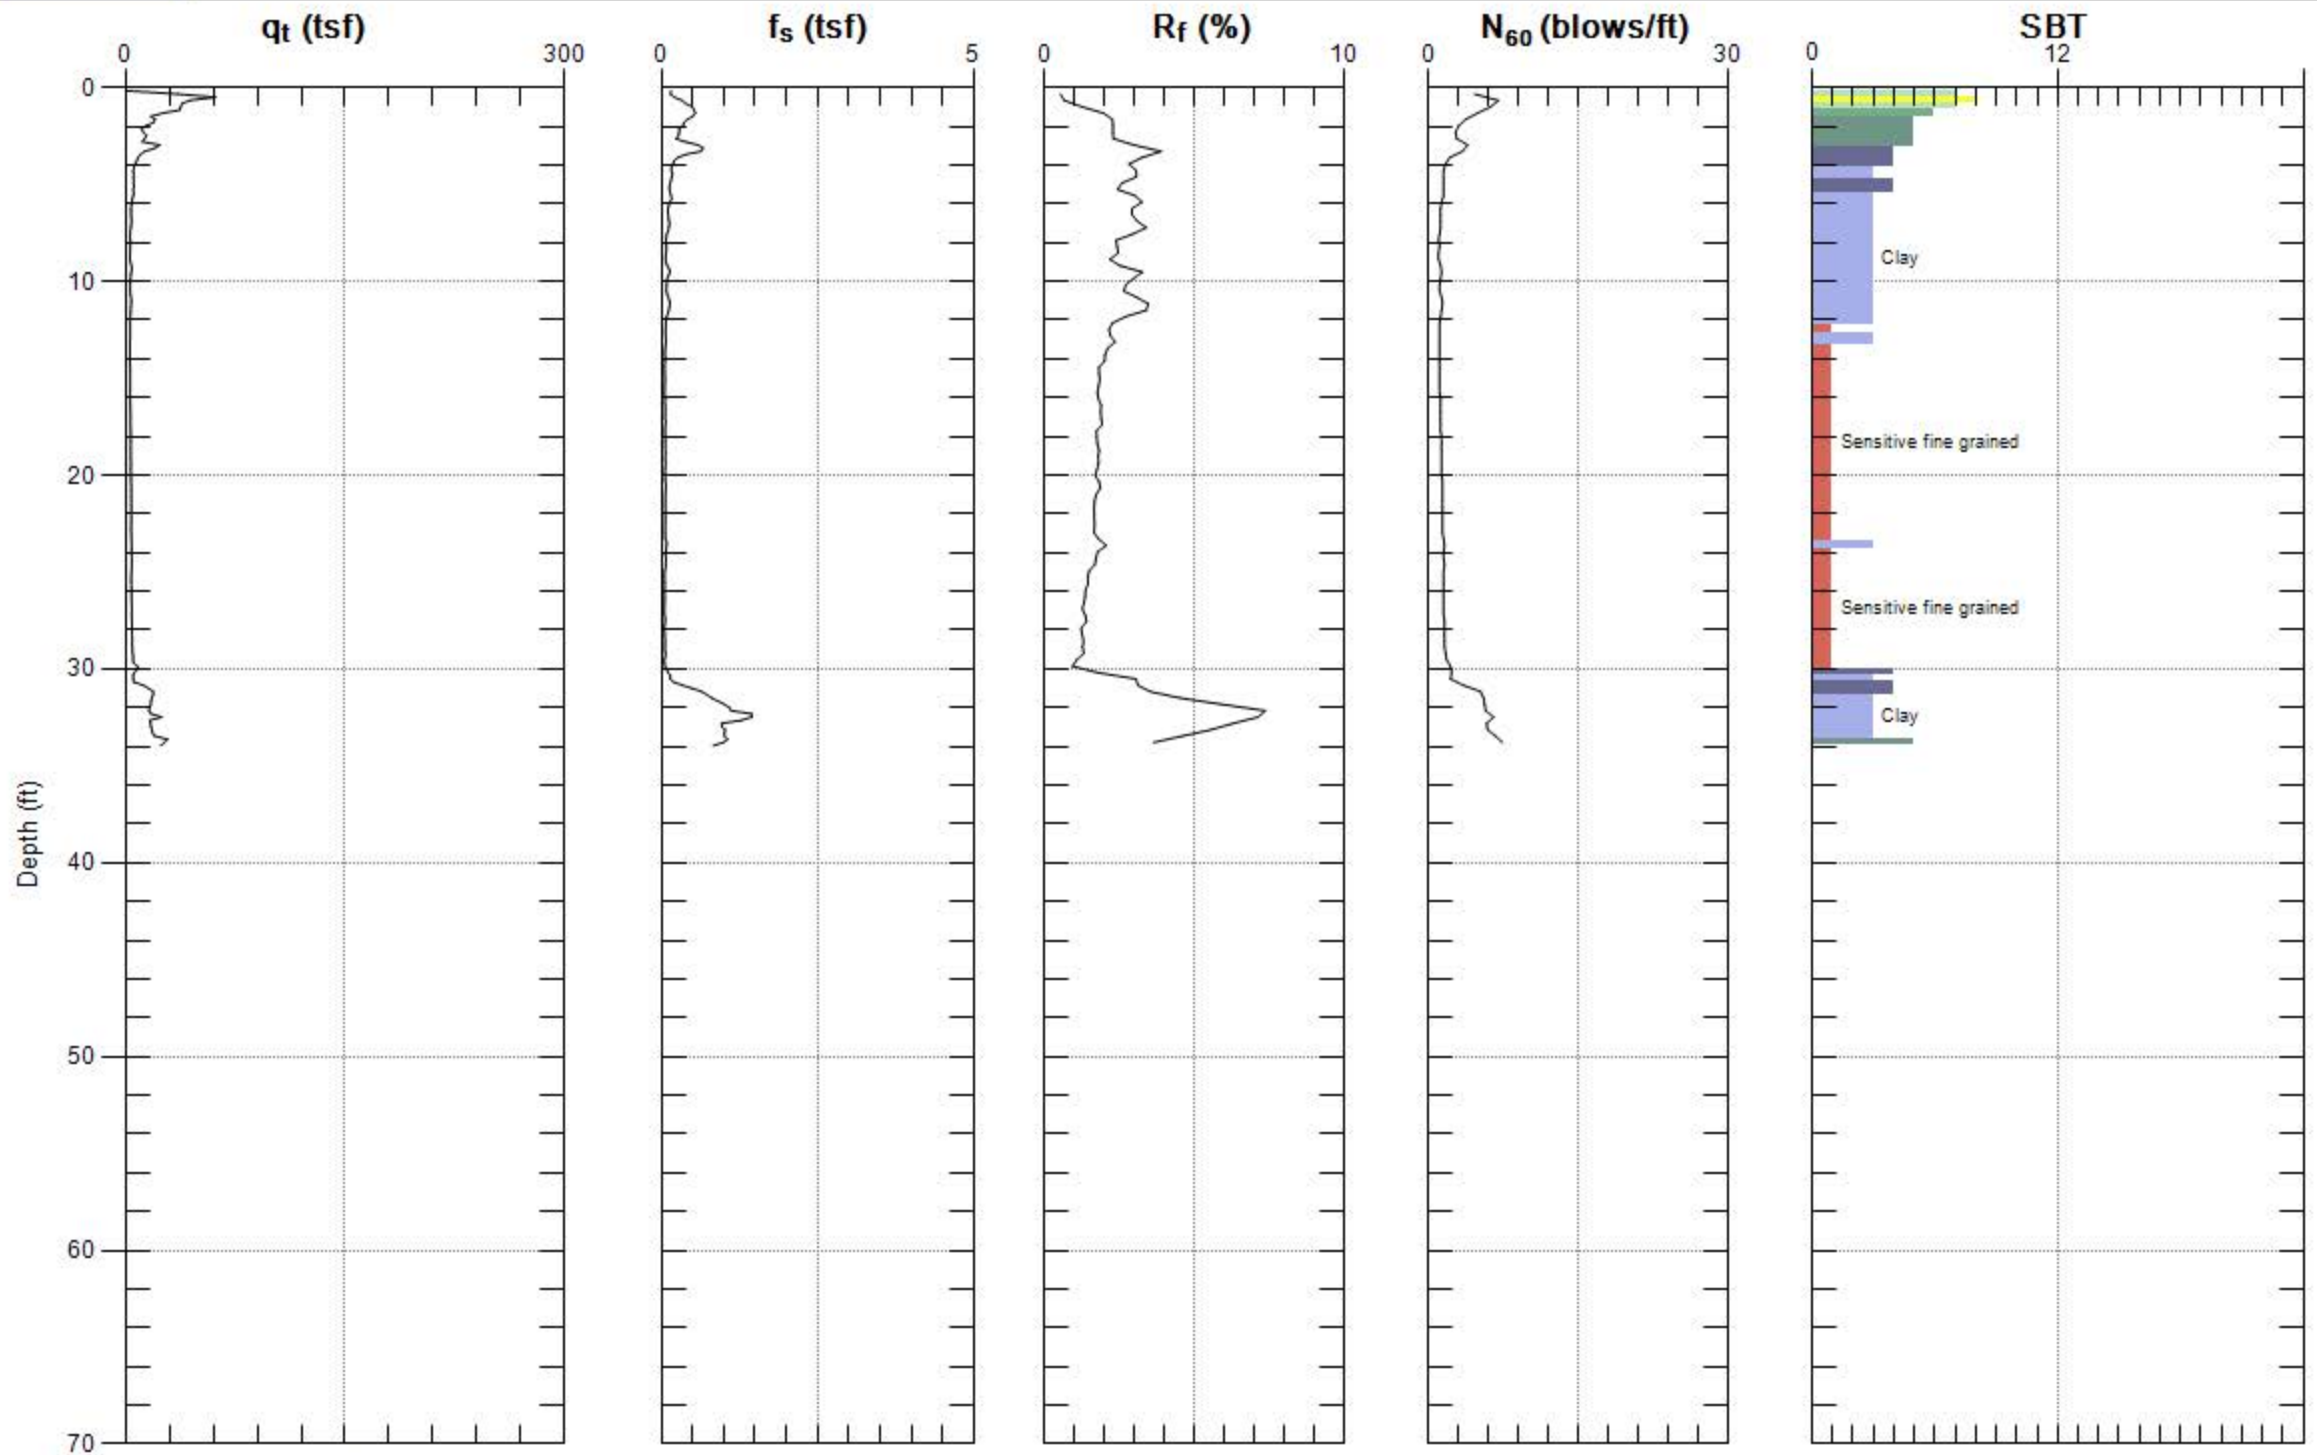 qt (tsf) fs (tsf) Rf (%) N60 (blows/ft) SBT
0 300 0 5 0 10 0 30 0 12
0
Clay
10
Sensitive fine grained
20
Sensitive fine grained
30
Clay
Depth (ft)
40
50
60
70